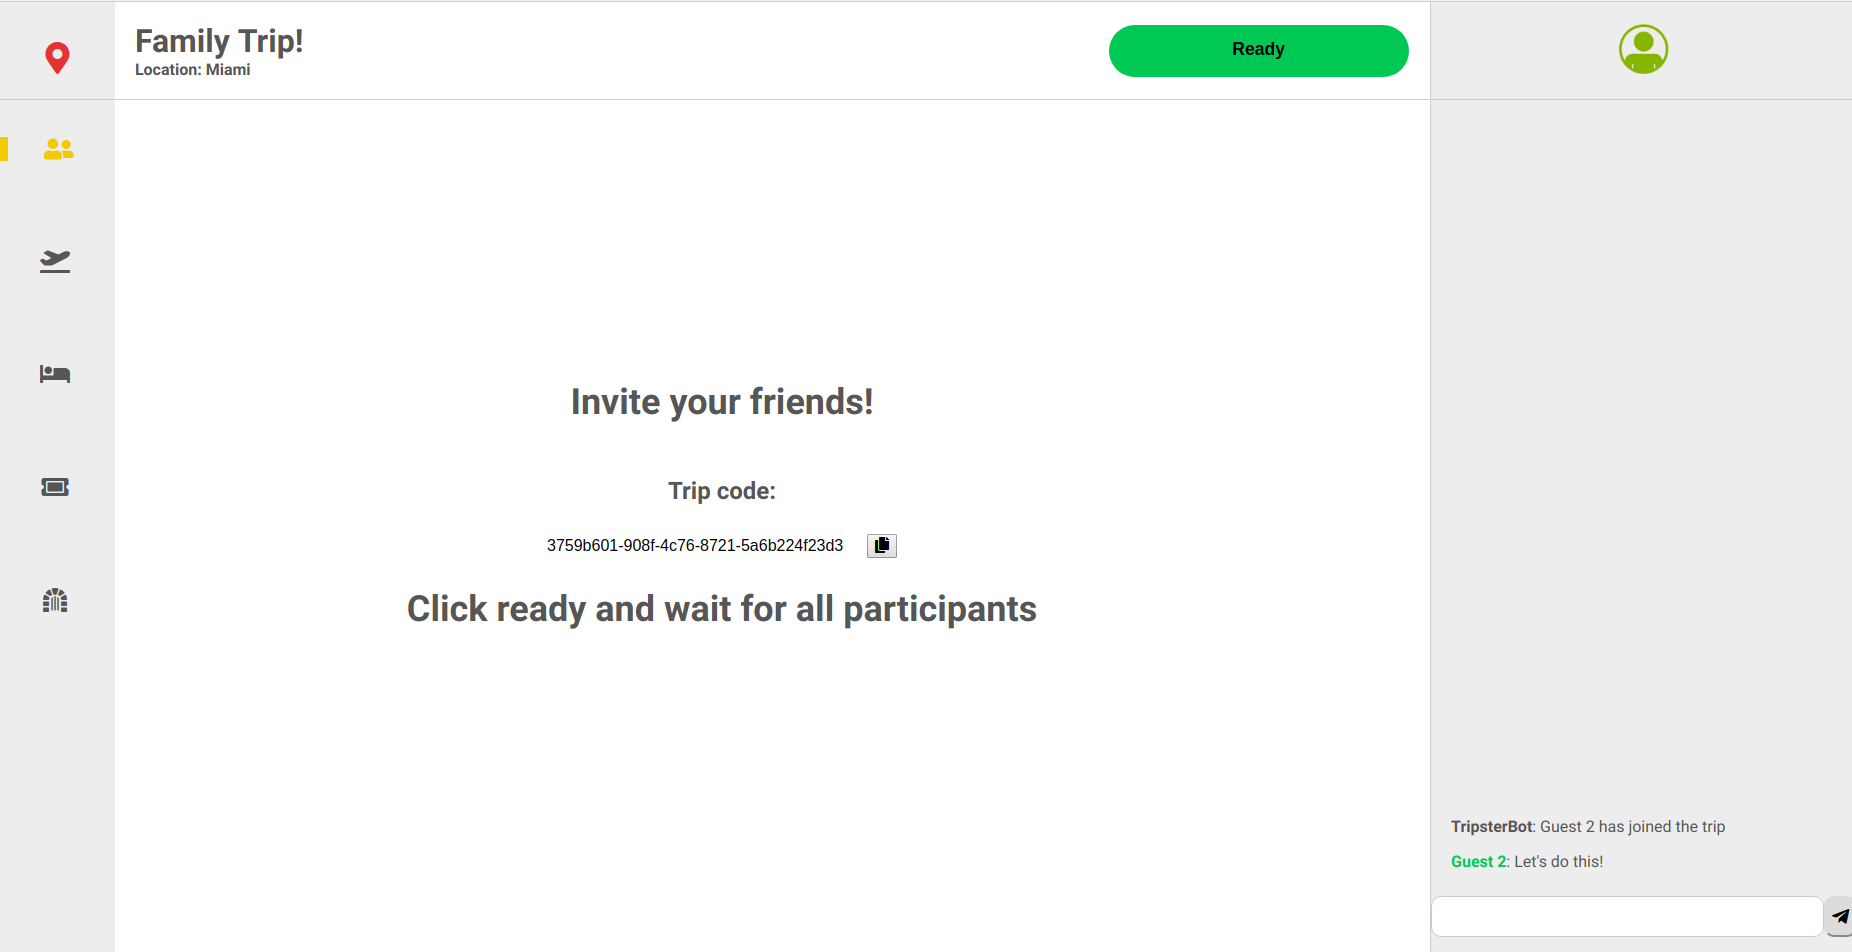 Family Trip!
Location: Miami
Ready
Invite your friends!
Trip code:
3759b601-908f-4c76-8721-5a6b224f23d3
Click ready and wait for all participants
TripsterBot: Guest 2 has joined the trip
Guest 2: Let's do this!